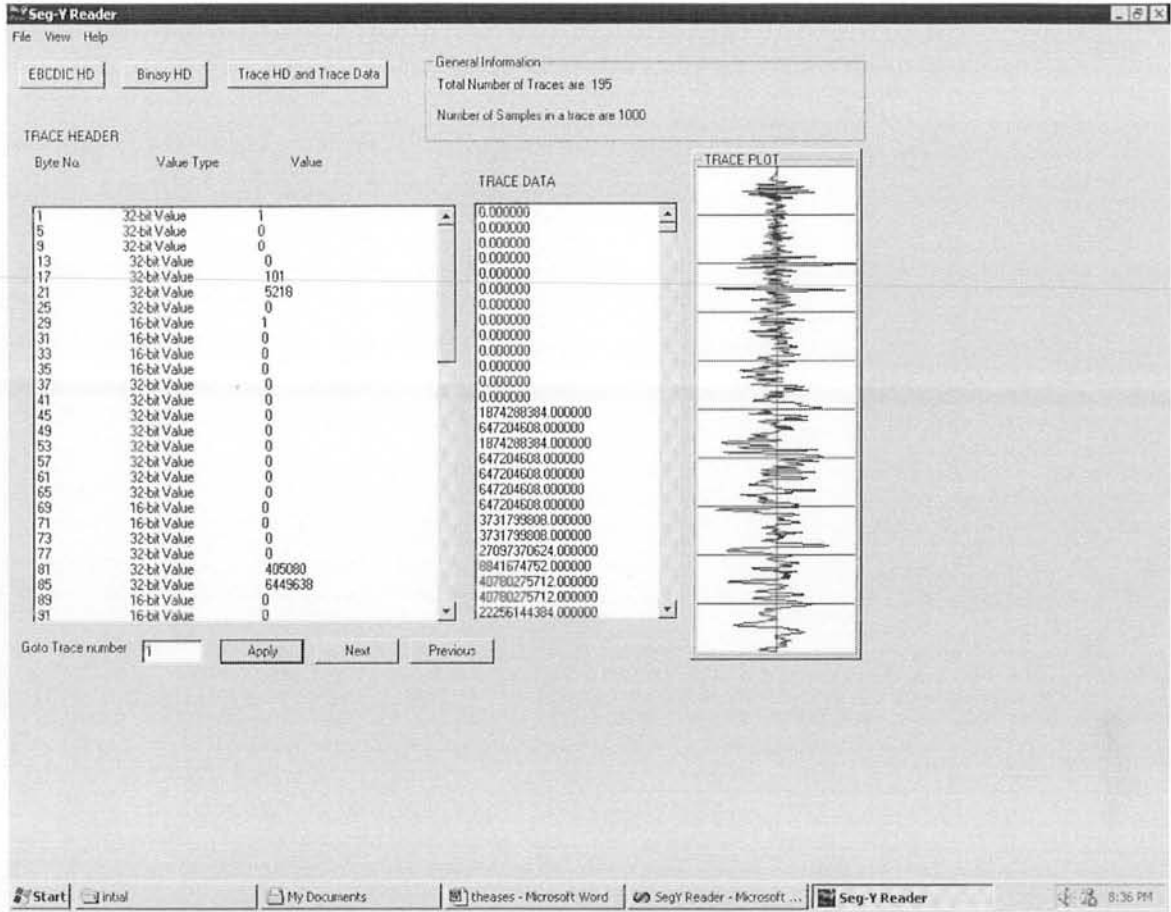 Seg-Y Reader
File View Help
EBCDIC HD Binary HD Trace HD and Trace Data
General Information
Total Number of Traces are 195
Number of Samples in a trace are 1000
TRACE HEADER
Byte No. Value Type Value
1 32-bit Value 1
5 32-bit Value 0
9 32-bit Value 0
13 32-bit Value 0
17 32-bit Value 101
21 32-bit Value 5218
25 32-bit Value 0
29 16-bit Value 1
31 16-bit Value 0
33 16-bit Value 0
35 16-bit Value 0
37 32-bit Value 0
41 32-bit Value 0
45 32-bit Value 0
49 32-bit Value 0
53 32-bit Value 0
57 32-bit Value 0
61 32-bit Value 0
65 32-bit Value 0
69 16-bit Value 0
71 16-bit Value 0
73 32-bit Value 0
77 32-bit Value 0
81 32-bit Value 405080
85 32-bit Value 6449638
89 16-bit Value 0
91 16-bit Value 0
TRACE DATA
0.000000
0.000000
0.000000
0.000000
0.000000
0.000000
0.000000
0.000000
0.000000
0.000000
0.000000
0.000000
0.000000
1874288384.000000
647204608.000000
1874288384.000000
647204608.000000
647204608.000000
647204608.000000
647204608.000000
3731799808.000000
3731799808.000000
27097370624.000000
8841674752.000000
40780275712.000000
40780275712.000000
22256144384.000000
TRACE PLOT
Goto Trace number 1 Apply Next Previous
Start intial My Documents theases - Microsoft Word SegY Reader - Microsoft ... Seg-Y Reader 8:36 PM